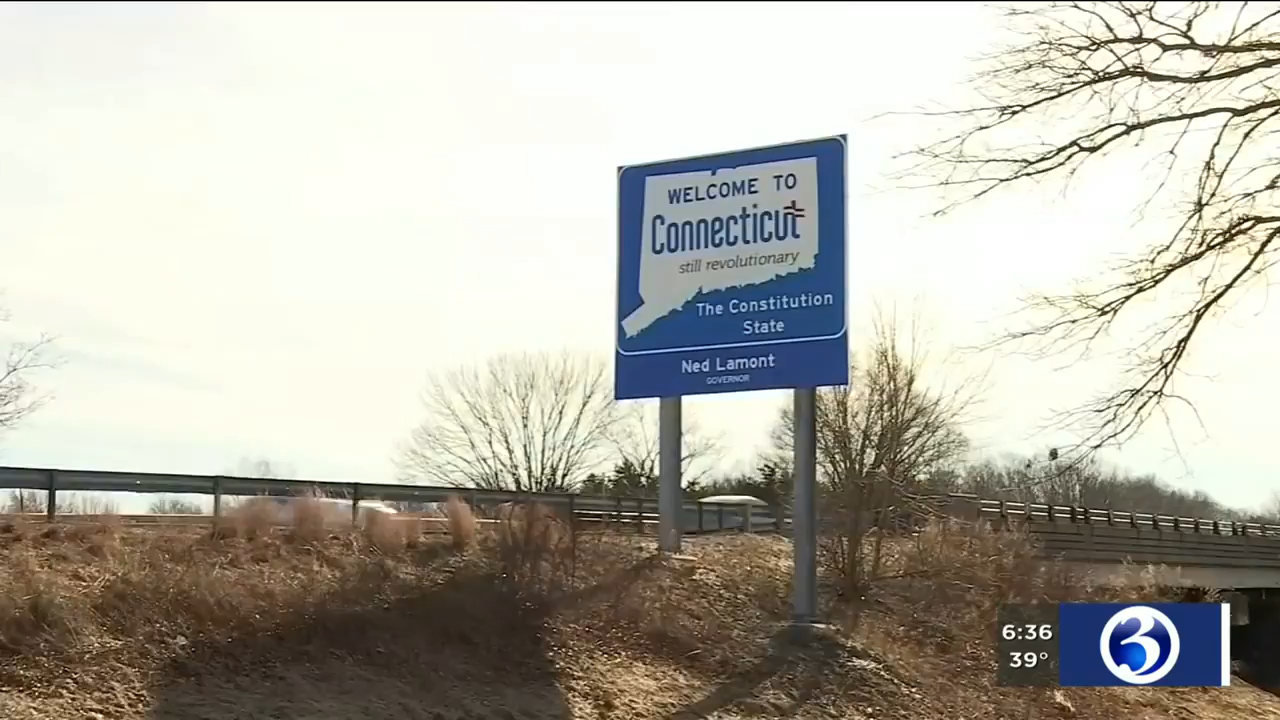 WELCOME TO
Connecticut
still revolutionary
The Constitution
State
Ned Lamont
GOVERNOR
6:36
39°
3